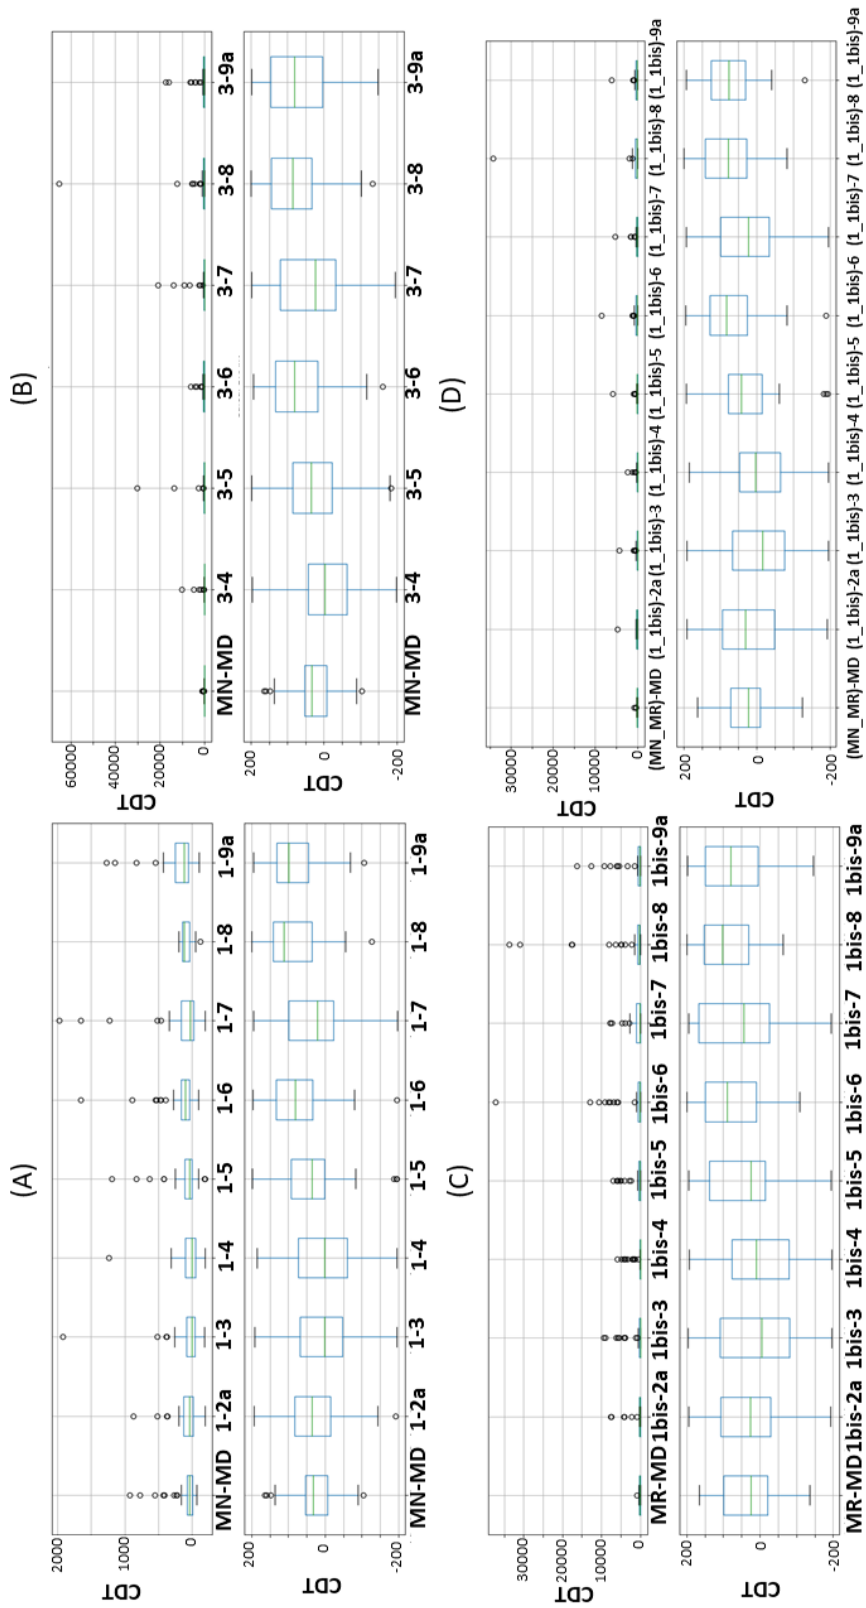 (A)
2000
1000
0
CDT
MN-MD 1-2a 1-3 1-4 1-5 1-6 1-7 1-8 1-9a
200
0
-200
CDT
MN-MD 1-2a 1-3 1-4 1-5 1-6 1-7 1-8 1-9a
(B)
60000
40000
20000
0
CDT
MN-MD 3-4 3-5 3-6 3-7 3-8 3-9a
200
0
-200
CDT
MN-MD 3-4 3-5 3-6 3-7 3-8 3-9a
(C)
30000
20000
10000
0
CDT
MR-MD 1bis-2a 1bis-3 1bis-4 1bis-5 1bis-6 1bis-7 1bis-8 1bis-9a
200
0
-200
CDT
MR-MD 1bis-2a 1bis-3 1bis-4 1bis-5 1bis-6 1bis-7 1bis-8 1bis-9a
(D)
30000
20000
10000
0
CDT
(MN_MR)-MD (1_1bis)-2a (1_1bis)-3 (1_1bis)-4 (1_1bis)-5 (1_1bis)-6 (1_1bis)-7 (1_1bis)-8 (1_1bis)-9a
200
0
-200
CDT
(MN_MR)-MD (1_1bis)-2a (1_1bis)-3 (1_1bis)-4 (1_1bis)-5 (1_1bis)-6 (1_1bis)-7 (1_1bis)-8 (1_1bis)-9a